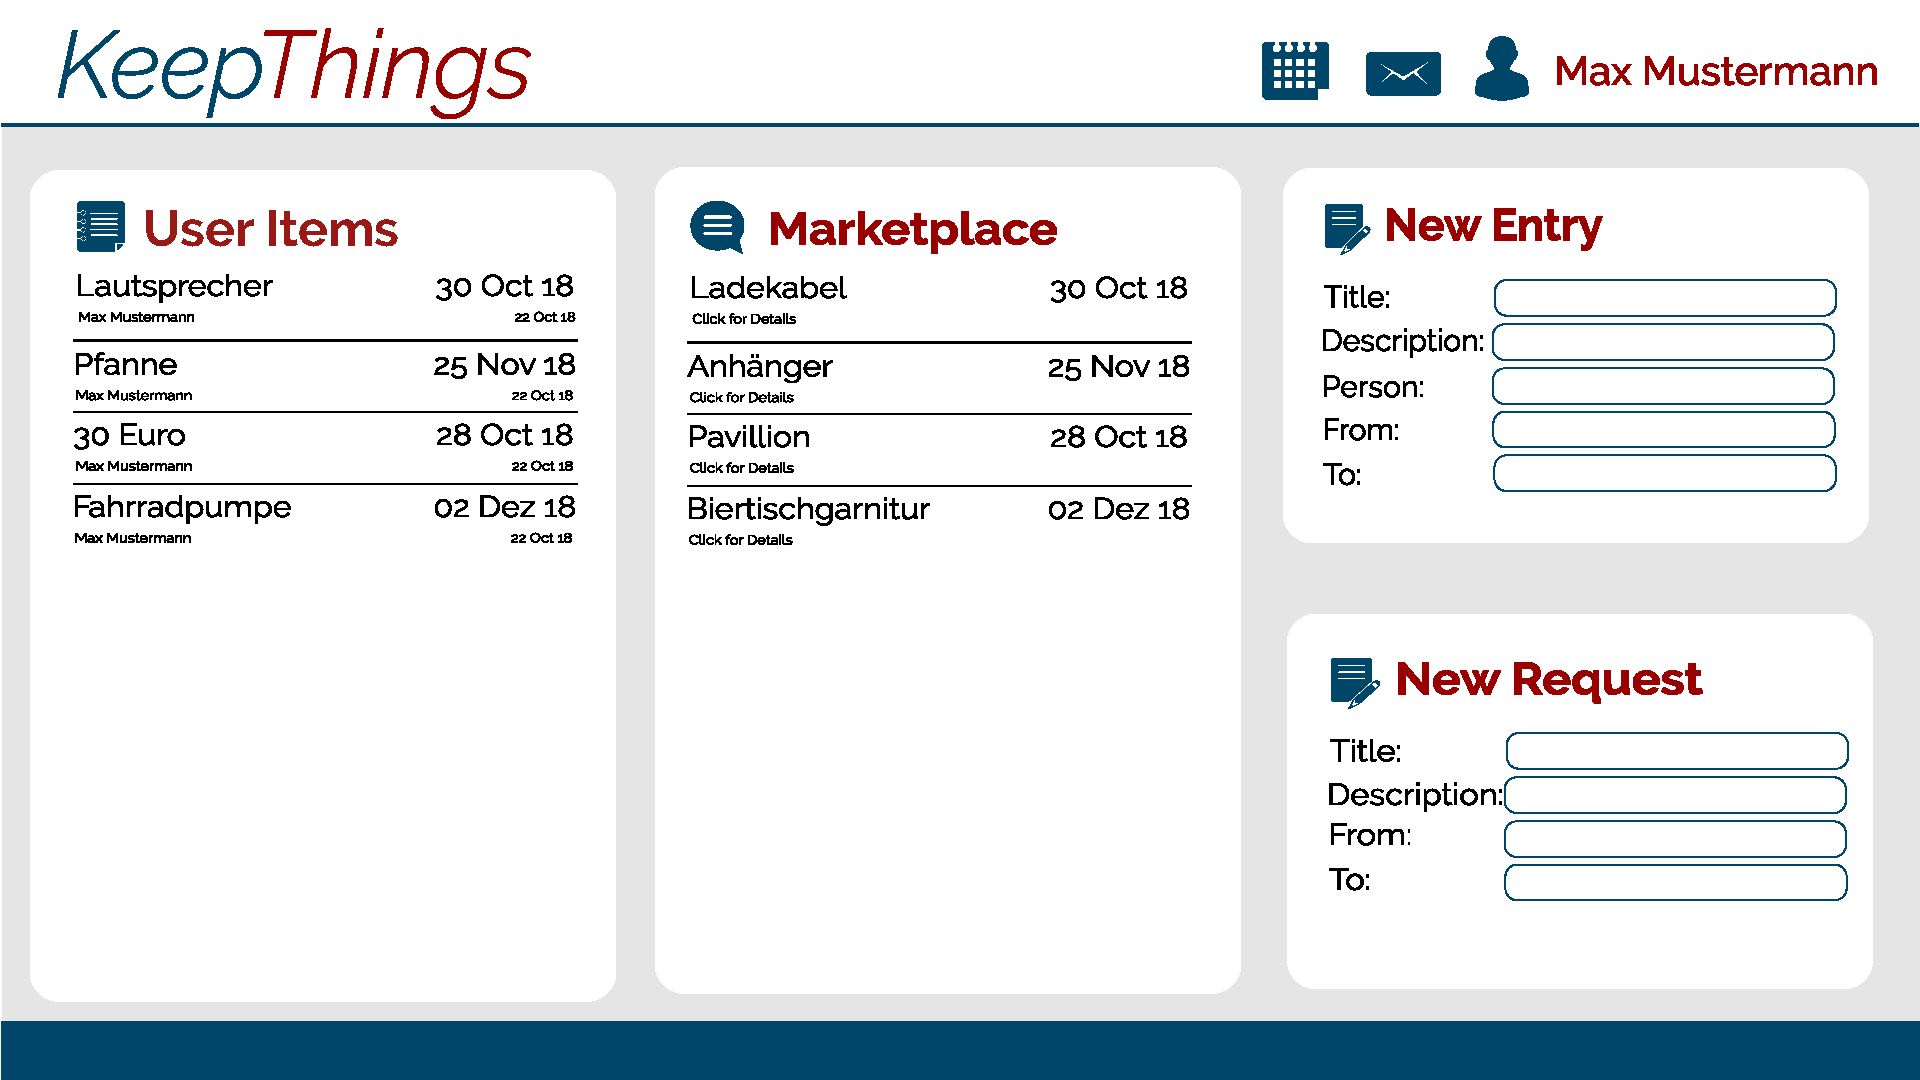 KeepThings
Max Mustermann
User Items
Lautsprecher 30 Oct 18
Max Mustermann 22 Oct 18
Pfanne 25 Nov 18
Max Mustermann 22 Oct 18
30 Euro 28 Oct 18
Max Mustermann 22 Oct 18
Fahrradpumpe 02 Dez 18
Max Mustermann 22 Oct 18
Marketplace
Ladekabel 30 Oct 18
Click for Details
Anhänger 25 Nov 18
Click for Details
Pavillion 28 Oct 18
Click for Details
Biertischgarnitur 02 Dez 18
Click for Details
New Entry
Title:
Description:
Person:
From:
To:
New Request
Title:
Description:
From:
To: